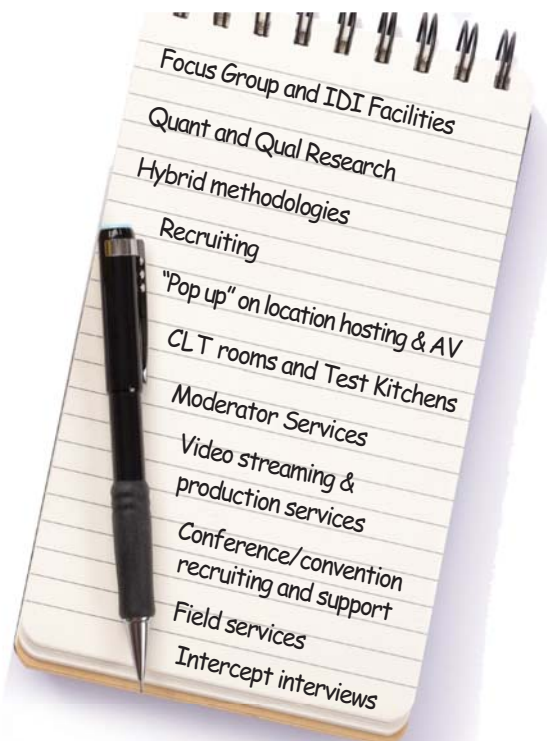 Focus Group and IDI Facilities
Quant and Qual Research
Hybrid methodologies
Recruiting
"Pop up" on location hosting & AV
CLT rooms and Test Kitchens
Moderator Services
Video streaming &
production services
Conference/convention
recruiting and support
Field services
Intercept interviews